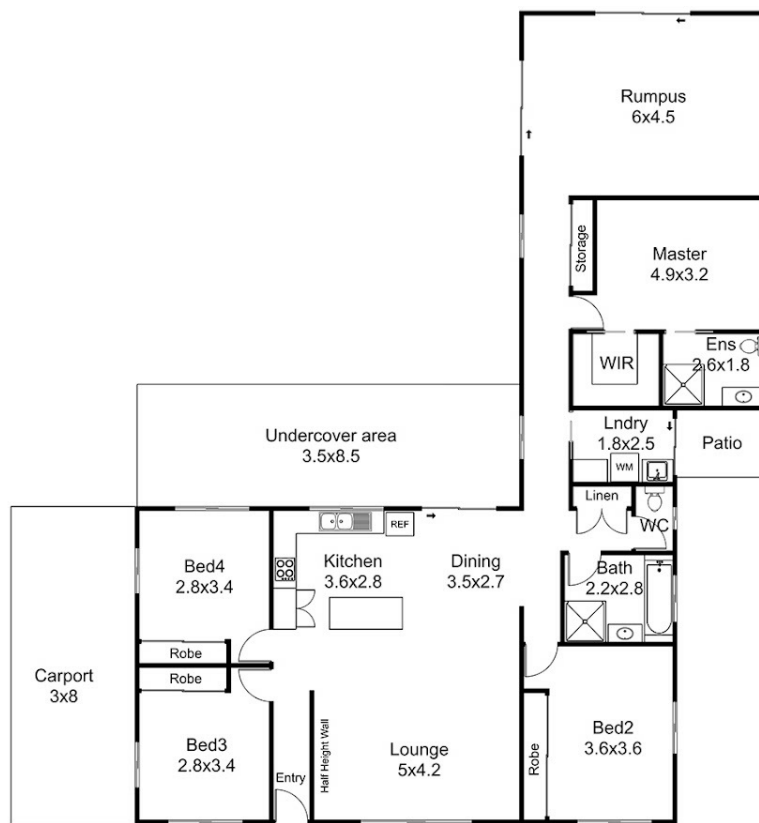 Rumpus
6x4.5
Storage
Master
4.9x3.2
WIR
Ens
2.6x1.8
Undercover area
3.5x8.5
Lndry
1.8x2.5
WM
Patio
Linen
WC
REF
Bed4
2.8x3.4
Robe
Kitchen
3.6x2.8
Dining
3.5x2.7
Bath
2.2x2.8
Carport
3x8
Robe
Bed3
2.8x3.4
Entry
Half Height Wall
Lounge
5x4.2
Robe
Bed2
3.6x3.6